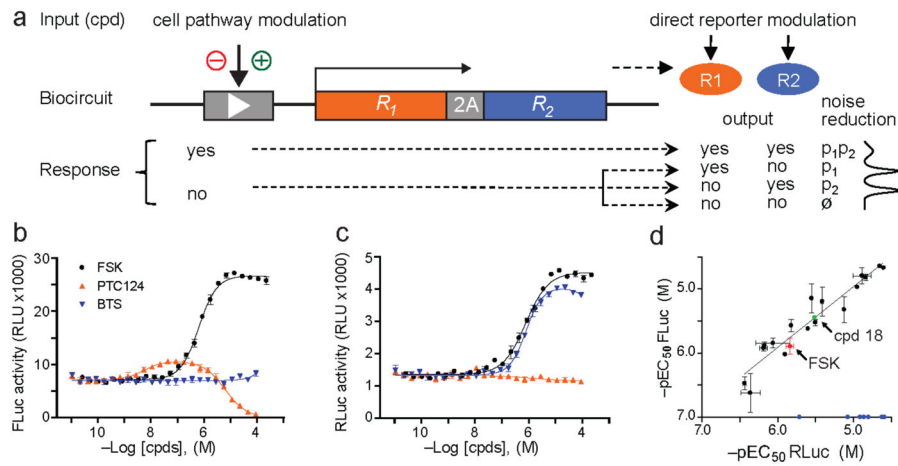 a
Input (cpd) cell pathway modulation direct reporter modulation
− +
R1 R2
Biocircuit R1 2A R2
output noise reduction
Response yes yes yes p1p2
yes no p1
no no yes p2
no no ø
b
FLuc activity (RLU x1000)
30
20
10
0
FSK
PTC124
BTS
10 8 6 4
–Log [cpds], (M)
c
RLuc activity (RLU x1000)
6
4
3
1
0
10 8 6 4
–Log [cpds], (M)
d
–pEC50 FLuc (M)
5.0
6.0
7.0
cpd 18
FSK
7.0 6.5 6.0 5.5 5.0 4.5
–pEC50 RLuc (M)